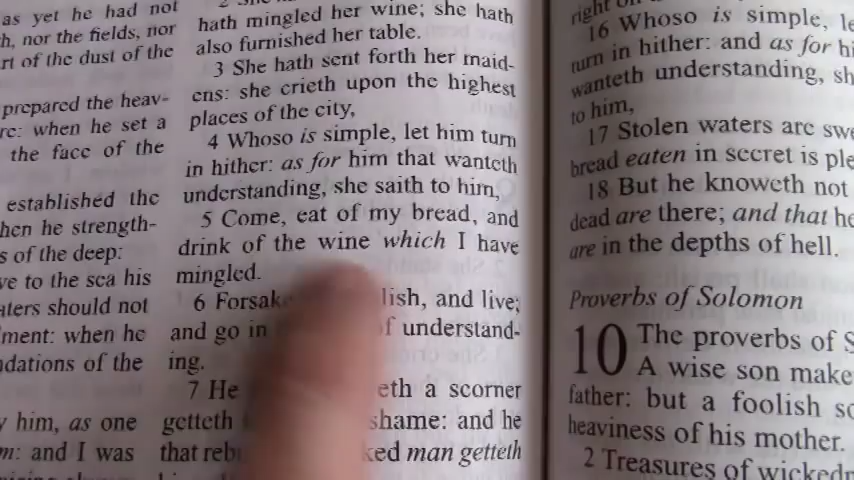 as yet he had not
h, nor the fields, nor
rt of the dust of the
prepared the heav-
re: when he set a
the face of the
established the
hen he strength-
s of the deep:
ve to the sea his
aters should not
ment: when he
ndations of the
y him, as one
m: and I was
hath mingled her wine; she hath
also furnished her table.
3 She hath sent forth her maid-
ens: she crieth upon the highest
places of the city,
4 Whoso is simple, let him turn
in hither: as for him that wanteth
understanding, she saith to him,
5 Come, eat of my bread, and
drink of the wine which I have
mingled.
6 Forsak lish, and live;
and go in f understand-
ing.
7 He eth a scorner
getteth shame: and he
that reb ked man getteth
right on
16 Whoso is simple, le
turn in hither: and as for hi
wanteth understanding, sh
to him,
17 Stolen waters are swe
bread eaten in secret is ple
18 But he knoweth not
dead are there; and that he
are in the depths of hell.
Proverbs of Solomon
10 The proverbs of S
A wise son make
father: but a foolish so
heaviness of his mother.
2 Treasures of wickedn